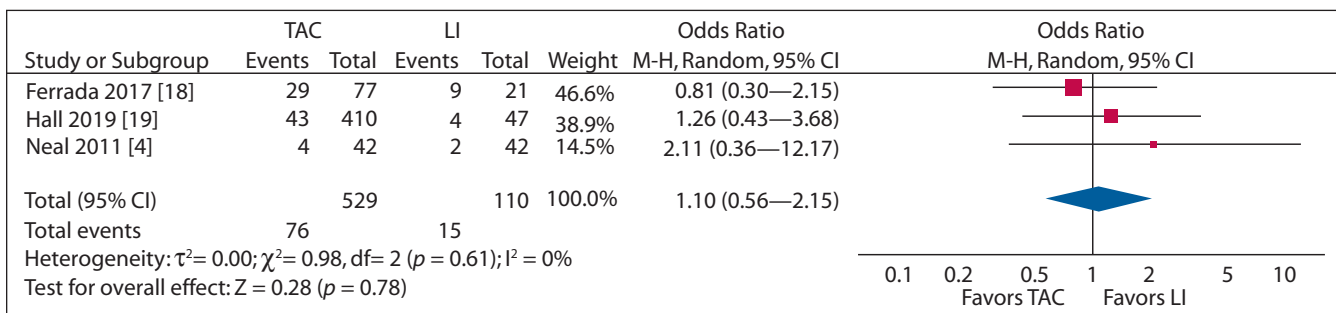 TAC LI Odds Ratio Odds Ratio
Study or Subgroup Events Total Events Total Weight M-H, Random, 95% CI M-H, Random, 95% CI
Ferrada 2017 [18] 29 77 9 21 46.6% 0.81 (0.30—2.15)
Hall 2019 [19] 43 410 4 47 38.9% 1.26 (0.43—3.68)
Neal 2011 [4] 4 42 2 42 14.5% 2.11 (0.36—12.17)
Total (95% CI) 529 110 100.0% 1.10 (0.56—2.15)
Total events 76 15
Heterogeneity: τ²= 0.00; χ²= 0.98, df= 2 (p = 0.61); I² = 0%
Test for overall effect: Z = 0.28 (p = 0.78)
0.1 0.2 0.5 1 2 5 10
Favors TAC Favors LI